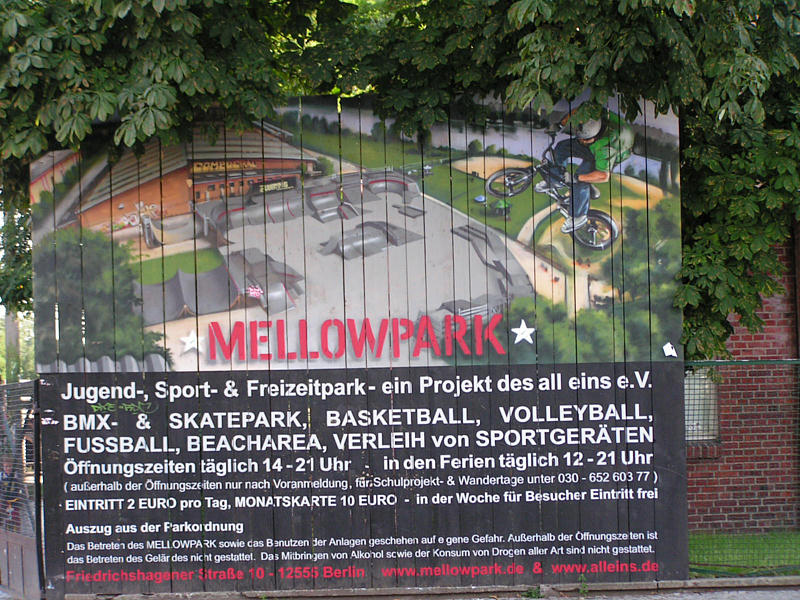 MELLOWPARK
Jugend-, Sport- & Freizeitpark - ein Projekt des all eins e.V.
BMX- & SKATEPARK, BASKETBALL, VOLLEYBALL,
FUSSBALL, BEACHAREA, VERLEIH von SPORTGERÄTEN
Öffnungszeiten täglich 14 - 21 Uhr - in den Ferien täglich 12 - 21 Uhr
( außerhalb der Öffnungszeiten nur nach Voranmeldung, für Schulprojekt- & Wandertage unter 030 - 652 603 77 )
EINTRITT 2 EURO pro Tag, MONATSKARTE 10 EURO - in der Woche für Besucher Eintritt frei
Auszug aus der Parkordnung
Das Betreten des MELLOWPARK sowie das Benutzen der Anlagen geschehen auf eigene Gefahr. Außerhalb der Öffnungszeiten ist
das Betreten des Geländes nicht gestattet. Das Mitbringen von Alkohol sowie der Konsum von Drogen aller Art sind nicht gestattet.
Friedrichshagener Straße 10 - 12555 Berlin www.mellowpark.de & www.alleins.de